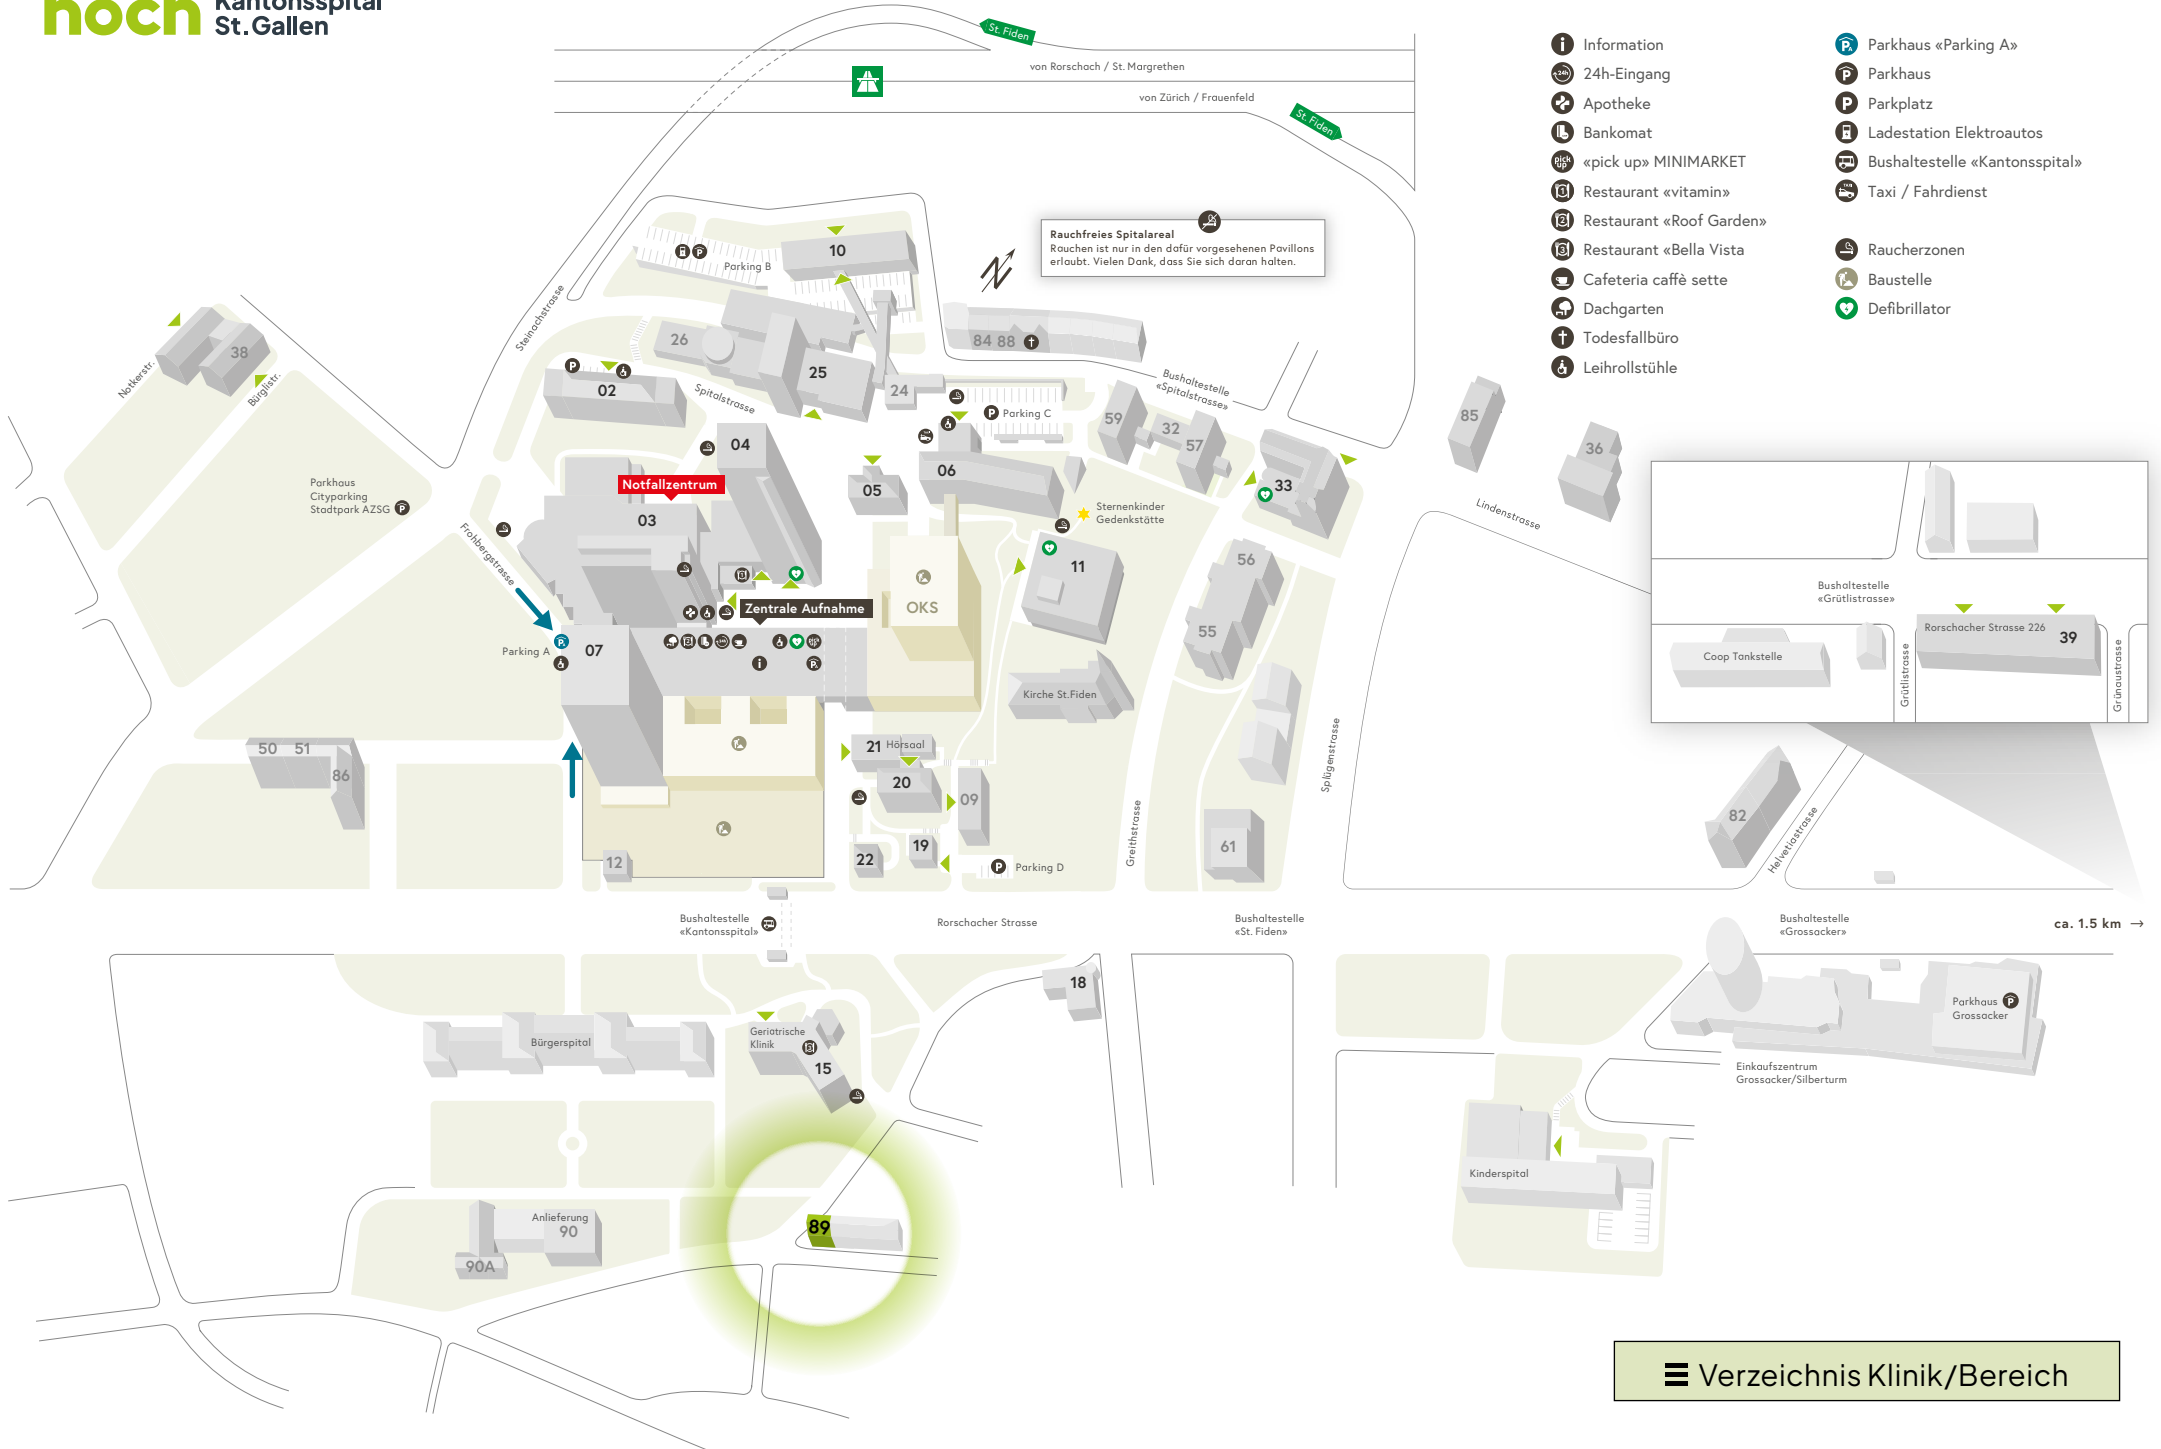 noch Kantonsspital
St.Gallen
St. Fiden
von Rorschach / St. Margrethen
von Zürich / Frauenfeld
St. Fiden
Information
24h-Eingang
Apotheke
Bankomat
«pick up» MINIMARKET
Restaurant «vitamin»
Restaurant «Roof Garden»
Restaurant «Bella Vista
Cafeteria caffè sette
Dachgarten
Todesfallbüro
Leihrollstühle
Parkhaus «Parking A»
Parkhaus
Parkplatz
Ladestation Elektroautos
Bushaltestelle «Kantonsspital»
Taxi / Fahrdienst
Raucherzonen
Baustelle
Defibrillator
Rauchfreies Spitalareal
Rauchen ist nur in den dafür vorgesehenen Pavillons
erlaubt. Vielen Dank, dass Sie sich daran halten.
N
10
Parking B
Steinachstrasse
26
25
24
84 88
38
Notkerstr.
Bürglistr.
02
Spitalstrasse
Bushaltestelle
«Spitalstrasse»
Parking C
59
32
57
85
36
04
Notfallzentrum
03
05
06
33
Sternenkinder
Gedenkstätte
Lindenstrasse
Parkhaus
Cityparking
Stadtpark AZSG
Frohbergstrasse
11
56
55
OKS
Zentrale Aufnahme
Parking A
07
Kirche St.Fiden
Bushaltestelle
«Grütlistrasse»
Rorschacher Strasse 226
39
Coop Tankstelle
Grütlistrasse
Grünaustrasse
50 51
86
21 Hörsaal
20
09
Splügenstrasse
Greithstrasse
61
82
Helvetiastrasse
12
22
19
Parking D
Bushaltestelle
«Kantonsspital»
Rorschacher Strasse
Bushaltestelle
«St. Fiden»
Bushaltestelle
«Grossacker»
ca. 1.5 km →
18
Bürgerspital
Geriatrische
Klinik
15
Parkhaus
Grossacker
Einkaufszentrum
Grossacker/Silberturm
Kinderspital
89
Anlieferung
90
90A
Verzeichnis Klinik/Bereich